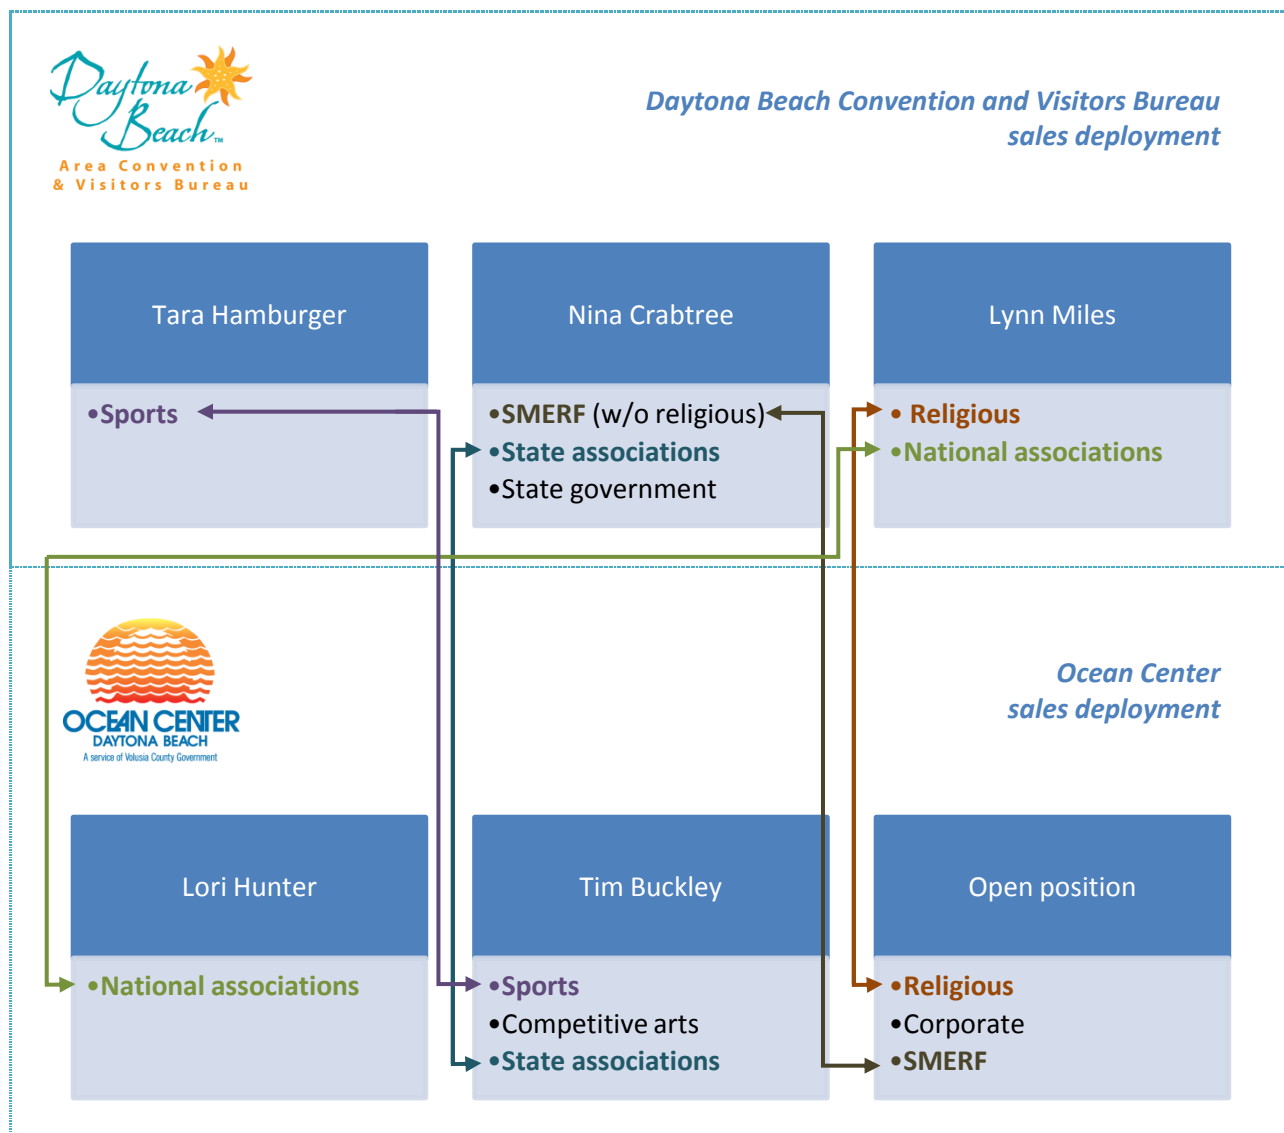 Daytona
Beach™
Area Convention
& Visitors Bureau
Daytona Beach Convention and Visitors Bureau
sales deployment
Tara Hamburger
•Sports
Nina Crabtree
•SMERF (w/o religious)
•State associations
•State government
Lynn Miles
• Religious
•National associations
OCEAN CENTER
DAYTONA BEACH
A service of Volusia County Government
Ocean Center
sales deployment
Lori Hunter
•National associations
Tim Buckley
•Sports
•Competitive arts
•State associations
Open position
•Religious
•Corporate
•SMERF